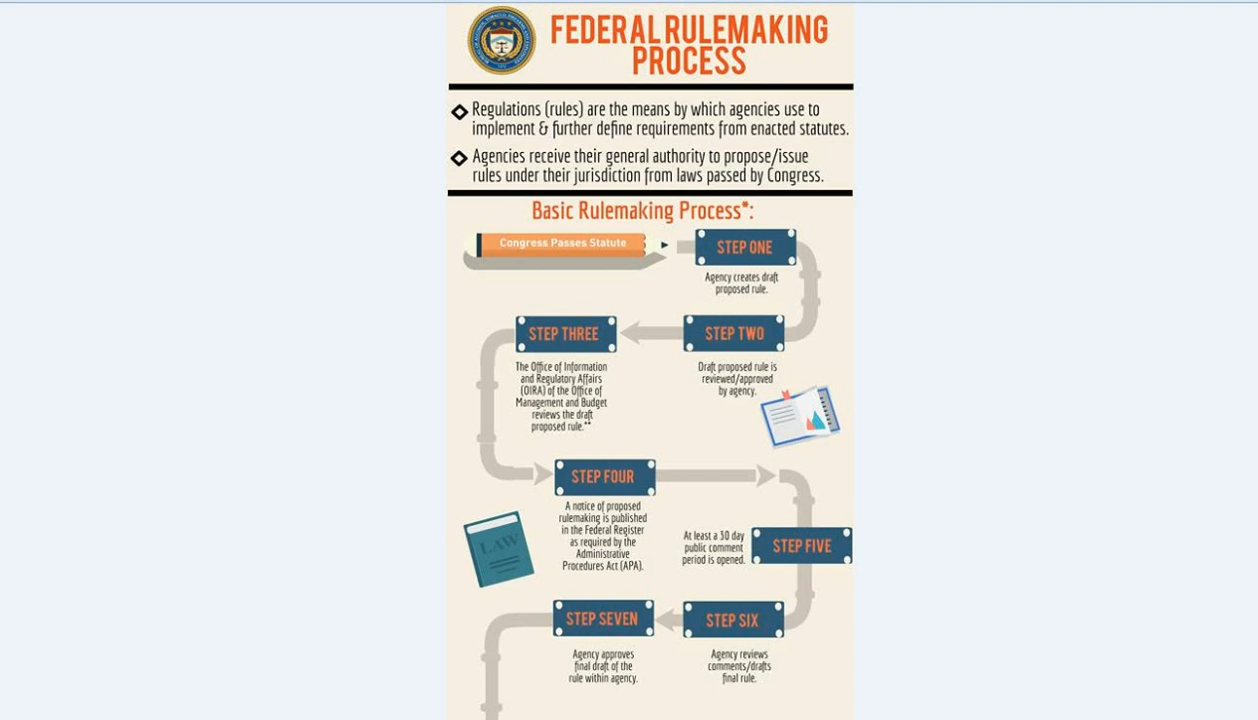 FEDERAL RULEMAKING
PROCESS
Regulations (rules) are the means by which agencies use to
implement & further define requirements from enacted statutes.
Agencies receive their general authority to propose/issue
rules under their jurisdiction from laws passed by Congress.
Basic Rulemaking Process*:
Congress Passes Statute
STEP ONE
Agency creates draft
proposed rule.
STEP TWO
Draft proposed rule is
reviewed/approved
by agency.
STEP THREE
The Office of Information
and Regulatory Affairs
(OIRA) of the Office of
Management and Budget
reviews the draft
proposed rule.**
STEP FOUR
A notice of proposed
rulemaking is published
in the Federal Register
as required by the
Administrative
Procedures Act (APA).
LAW
STEP FIVE
At least a 30 day
public comment
period is opened.
STEP SIX
Agency reviews
comments/drafts
final rule.
STEP SEVEN
Agency approves
final draft of the
rule within agency.